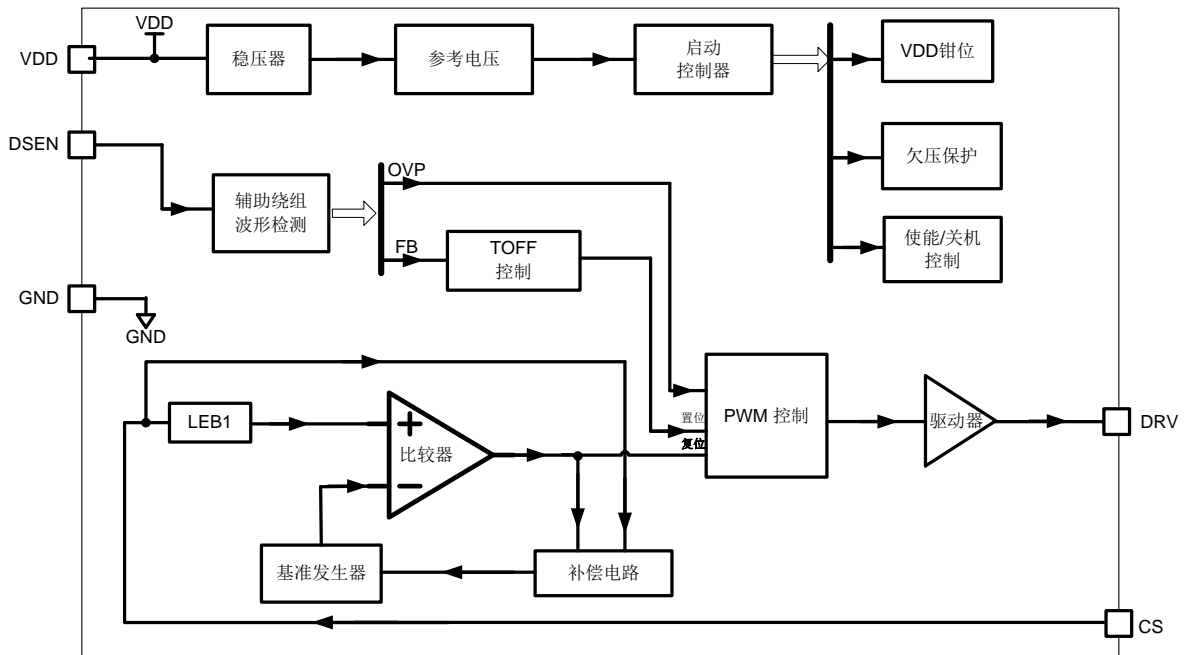 VDD
VDD
稳压器
参考电压
启动
控制器
VDD钳位
DSEN
欠压保护
辅助绕组
波形检测
OVP
FB
TOFF
控制
使能/关机
控制
GND
GND
LEB1
+
比较器
−
置位
复位
PWM 控制
驱动器
DRV
基准发生器
补偿电路
CS